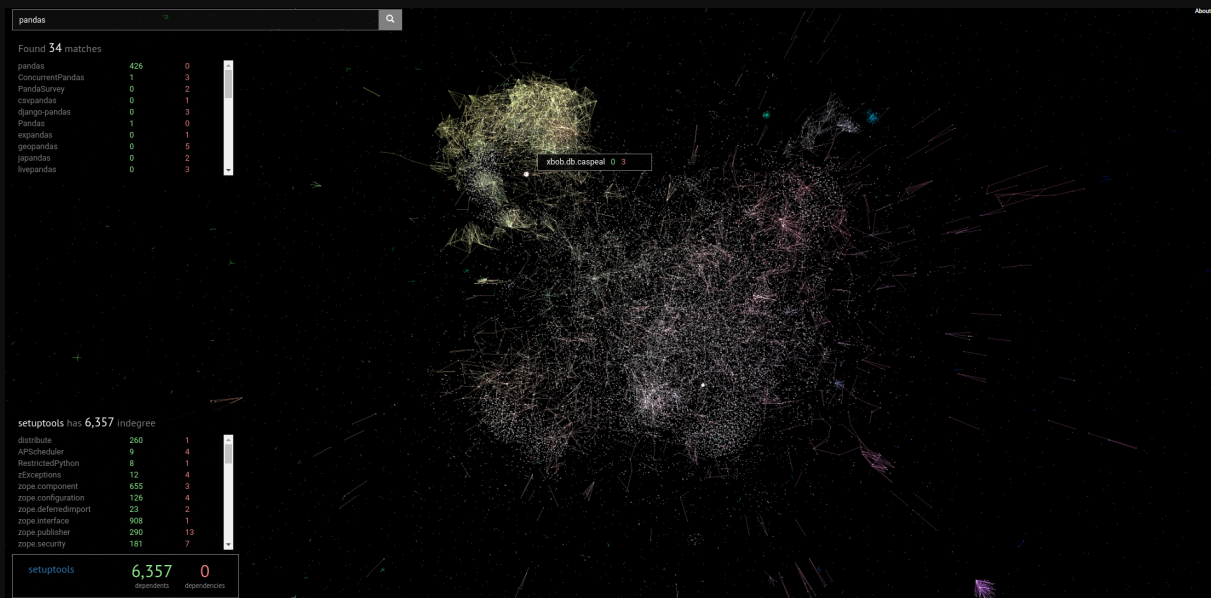 pandas
About
Found 34 matches
pandas 426 0
ConcurrentPandas 1 3
PandaSurvey 0 2
csvpandas 0 1
django-pandas 0 3
Pandas 1 0
expandas 0 1
geopandas 0 5
japandas 0 2
livepandas 0 3
xbob.db.caspeal 0 3
setuptools has 6,357 indegree
distribute 260 1
APScheduler 9 4
RestrictedPython 8 1
zExceptions 12 4
zope.component 655 3
zope.configuration 126 4
zope.deferredimport 23 2
zope.interface 908 1
zope.publisher 290 13
zope.security 181 7
setuptools 6,357 0
dependents dependencies